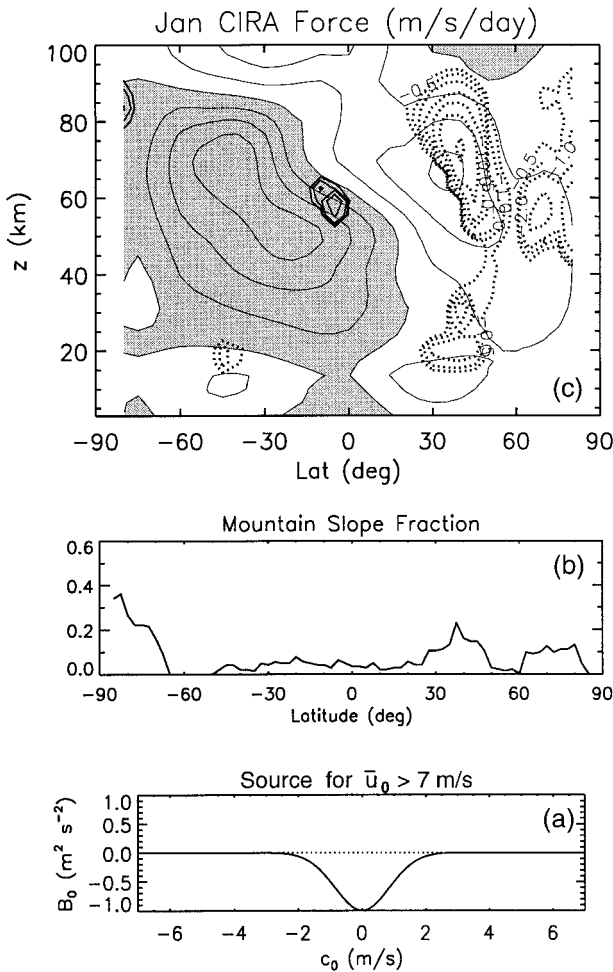 Jan CIRA Force (m/s/day)
100
80
60
40
20
z (km)
-0.5
-0.5
-1.0
(c)
-90 -60 -30 0 30 60 90
Lat (deg)
Mountain Slope Fraction
0.6
0.4
0.2
0.0
(b)
-90 -60 -30 0 30 60 90
Latitude (deg)
Source for ū₀ > 7 m/s
1.0
0.5
0.0
-0.5
-1.0
B₀ (m² s⁻²)
(a)
-6 -4 -2 0 2 4 6
c₀ (m/s)